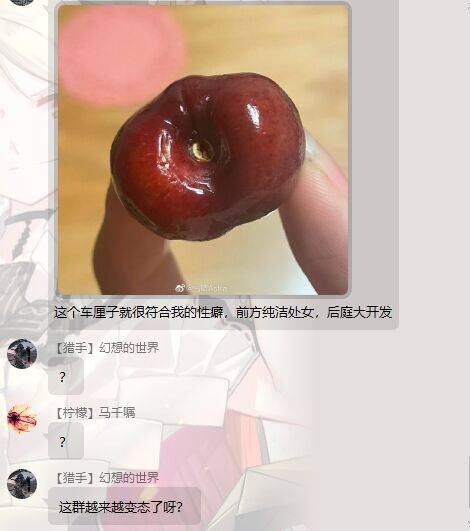 这个车厘子就很符合我的性癖，前方纯洁处女，后庭大开发
【猎手】幻想的世界
？
【柠檬】马千嘱
？
【猎手】幻想的世界
这群越来越变态了呀？